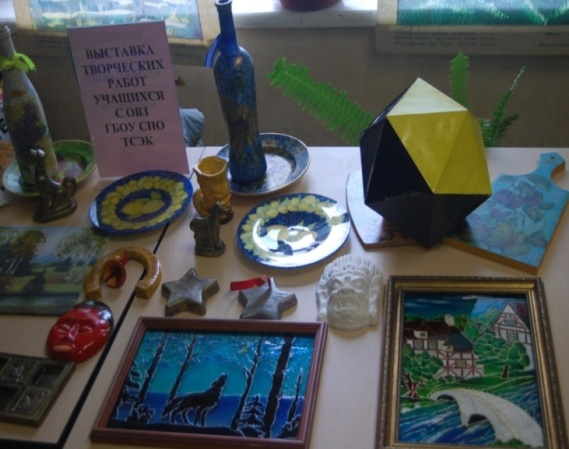 ВЫСТАВКА
ТВОРЧЕСКИХ
РАБОТ
УЧАЩИХСЯ
С ОВЗ
ГБОУ СПО
ТСЭК